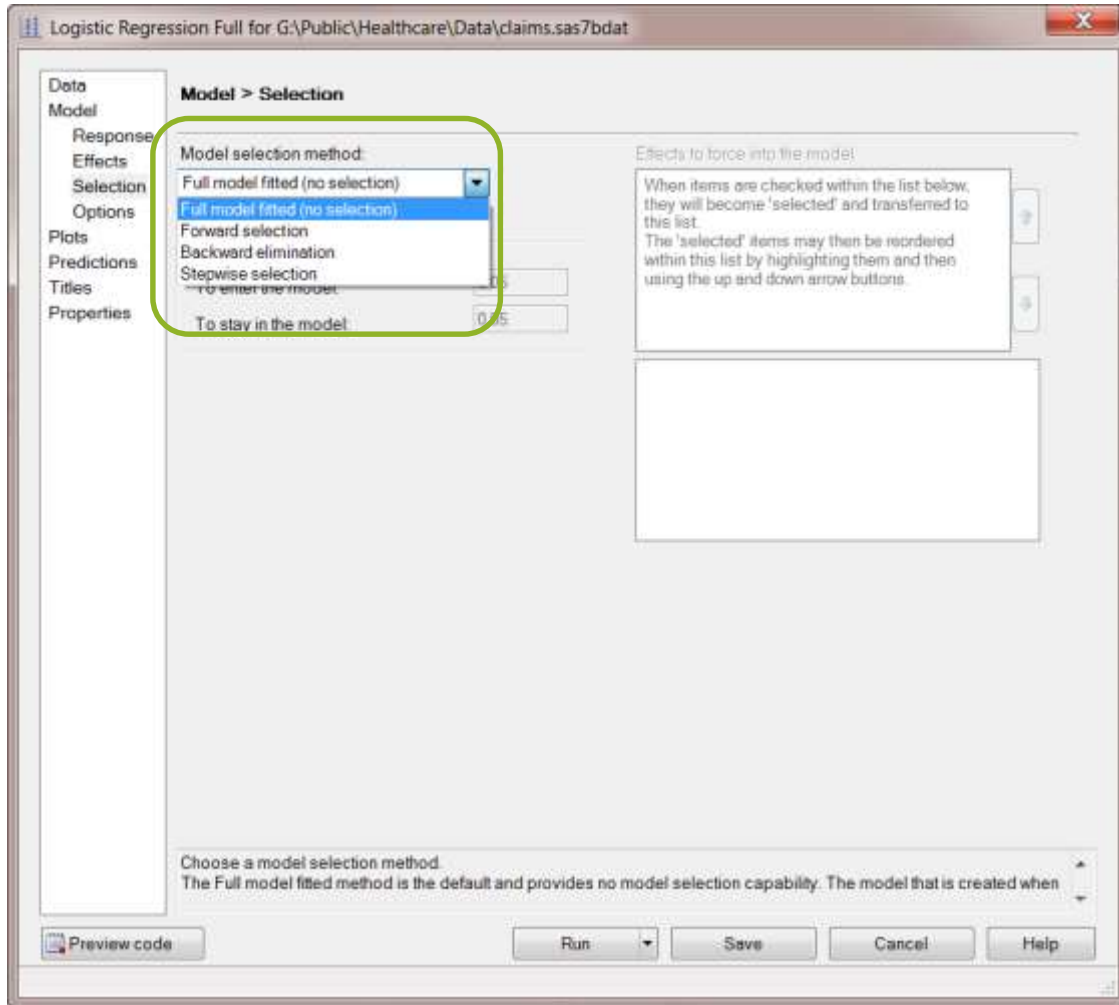 Logistic Regression Full for G:\Public\Healthcare\Data\claims.sas7bdat
Data
Model
Response
Effects
Selection
Options
Plots
Predictions
Titles
Properties
Model > Selection
Model selection method:
Full model fitted (no selection)
Full model fitted (no selection)
Forward selection
Backward elimination
Stepwise selection
To enter the model:
To stay in the model:
0.05
Effects to force into the model
When items are checked within the list below,
they will become 'selected' and transferred to
this list.
The 'selected' items may then be reordered
within this list by highlighting them and then
using the up and down arrow buttons.
Choose a model selection method.
The Full model fitted method is the default and provides no model selection capability. The model that is created when
Preview code
Run
Save
Cancel
Help